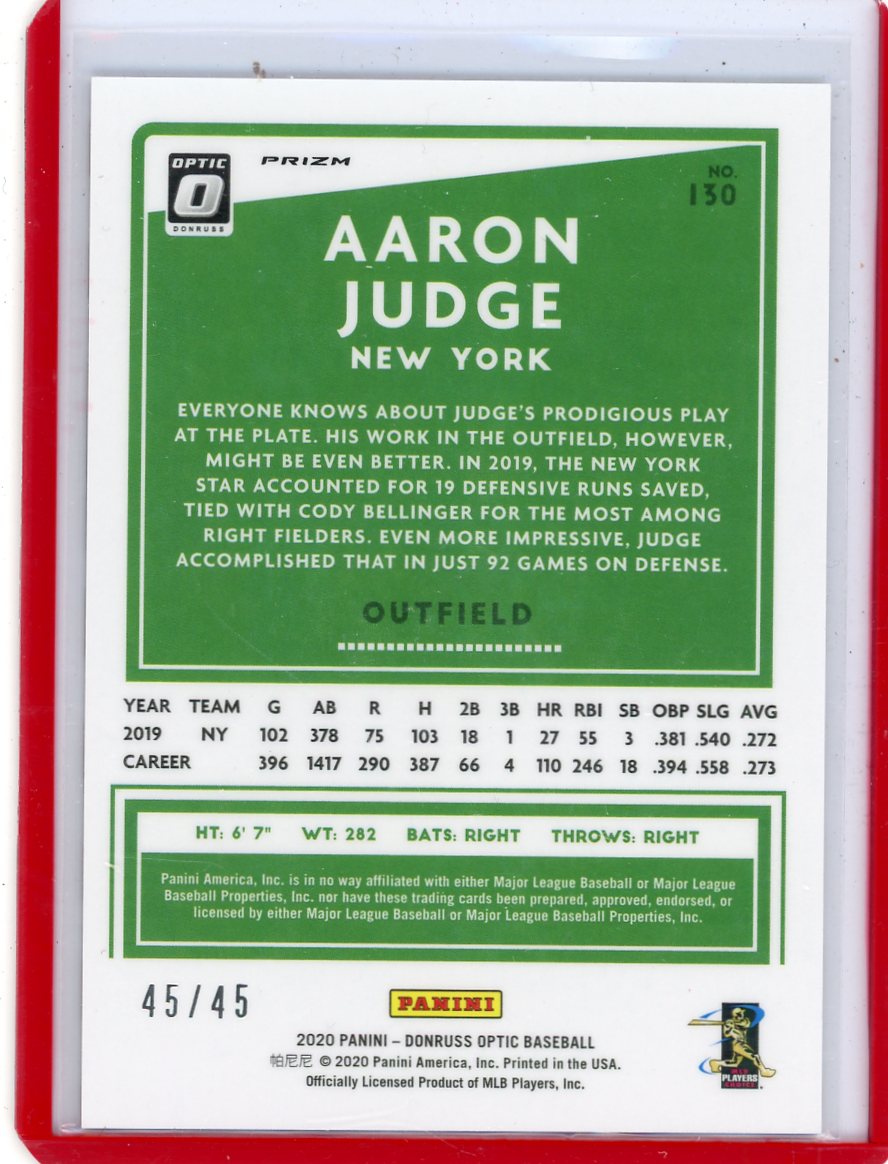 OPTIC
DONRUSS
PRIZM
NO.
130
AARON
JUDGE
NEW YORK
EVERYONE KNOWS ABOUT JUDGE'S PRODIGIOUS PLAY
AT THE PLATE. HIS WORK IN THE OUTFIELD, HOWEVER,
MIGHT BE EVEN BETTER. IN 2019, THE NEW YORK
STAR ACCOUNTED FOR 19 DEFENSIVE RUNS SAVED,
TIED WITH CODY BELLINGER FOR THE MOST AMONG
RIGHT FIELDERS. EVEN MORE IMPRESSIVE, JUDGE
ACCOMPLISHED THAT IN JUST 92 GAMES ON DEFENSE.
OUTFIELD
YEAR TEAM G AB R H 2B 3B HR RBI SB OBP SLG AVG
2019 NY 102 378 75 103 18 1 27 55 3 .381 .540 .272
CAREER 396 1417 290 387 66 4 110 246 18 .394 .558 .273
HT: 6' 7" WT: 282 BATS: RIGHT THROWS: RIGHT
Panini America, Inc. is in no way affiliated with either Major League Baseball or Major League
Baseball Properties, Inc. nor have these trading cards been prepared, approved, endorsed, or
licensed by either Major League Baseball or Major League Baseball Properties, Inc.
45/45
PANINI
2020 PANINI – DONRUSS OPTIC BASEBALL
帕尼尼 © 2020 Panini America, Inc. Printed in the USA.
Officially Licensed Product of MLB Players, Inc.
MLB
PLAYERS
CHOICE